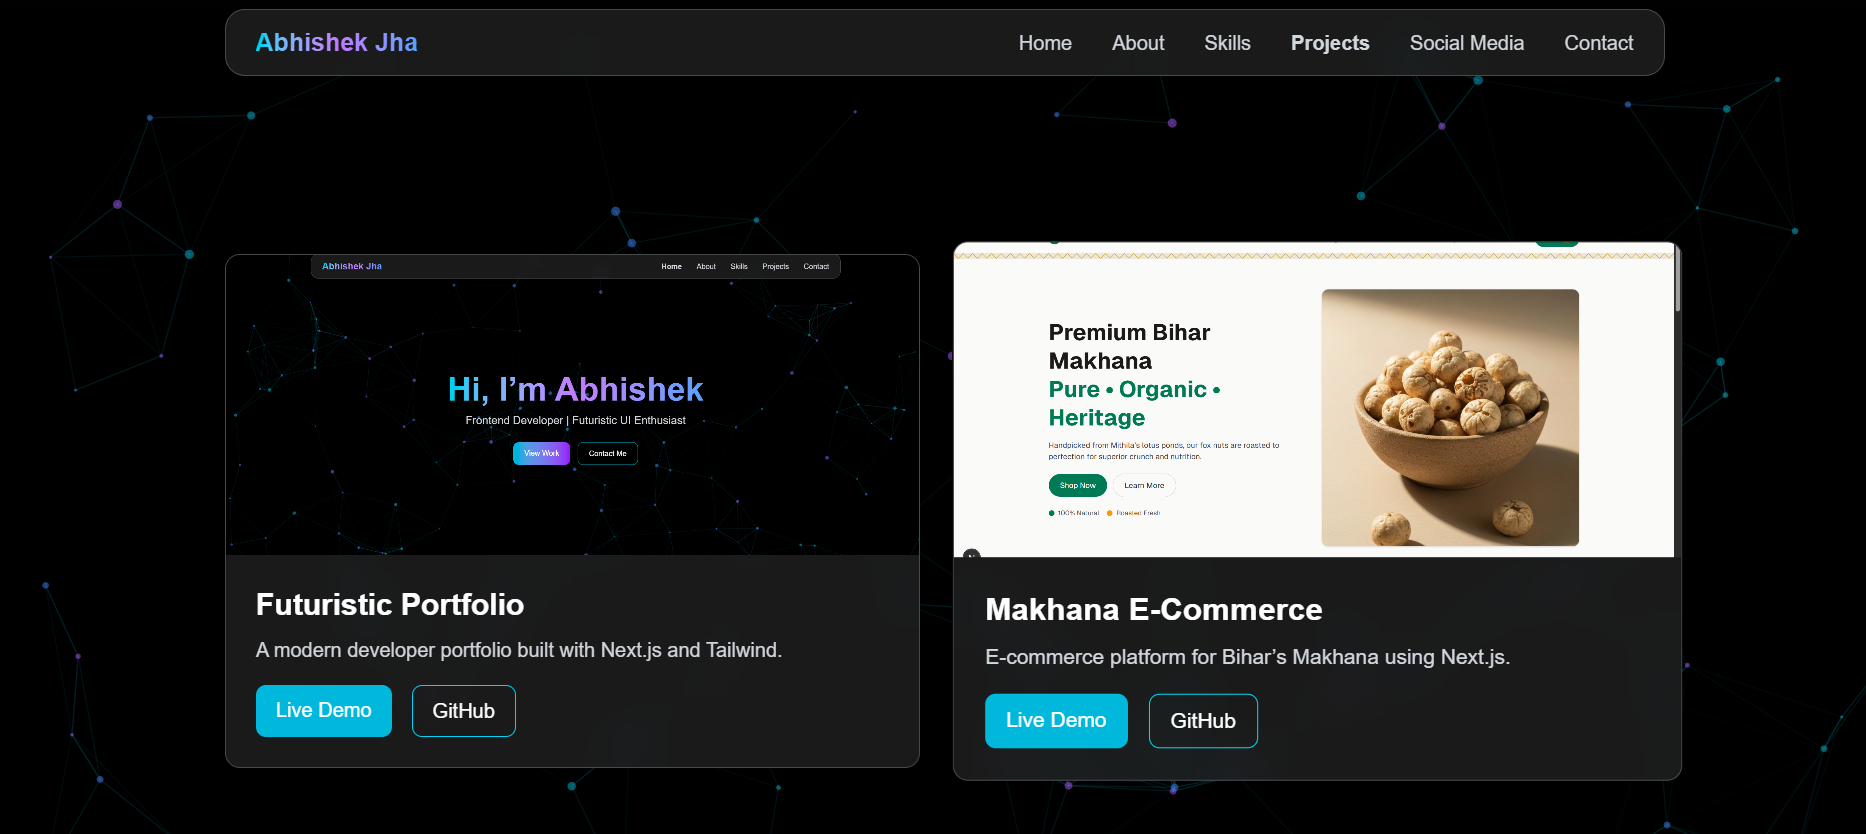 Abhishek Jha
Home
About
Skills
Projects
Social Media
Contact
Abhishek Jha
Home
About
Skills
Projects
Contact
Hi, I’m Abhishek
Frontend Developer | Futuristic UI Enthusiast
View Work
Contact Me
Futuristic Portfolio
A modern developer portfolio built with Next.js and Tailwind.
Live Demo
GitHub
Premium Bihar
Makhana
Pure • Organic •
Heritage
Handpicked from Mithila's lotus ponds, our fox nuts are roasted to
perfection for superior crunch and nutrition.
Shop Now
Learn More
100% Natural
Roasted Fresh
Makhana E-Commerce
E-commerce platform for Bihar’s Makhana using Next.js.
Live Demo
GitHub